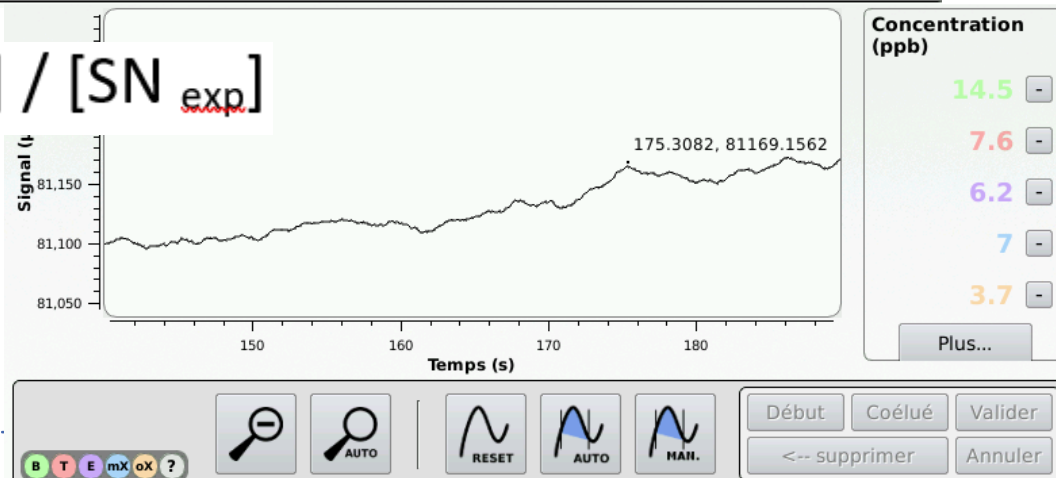 / [SN exp]
Signal (
81,150
81,100
81,050
175.3082, 81169.1562
150 160 170 180
Temps (s)
Concentration
(ppb)
14.5 -
7.6 -
6.2 -
7 -
3.7 -
Plus...
B T E mX oX ?
AUTO
RESET
AUTO
MAN.
Début Coélué Valider
<-- supprimer Annuler